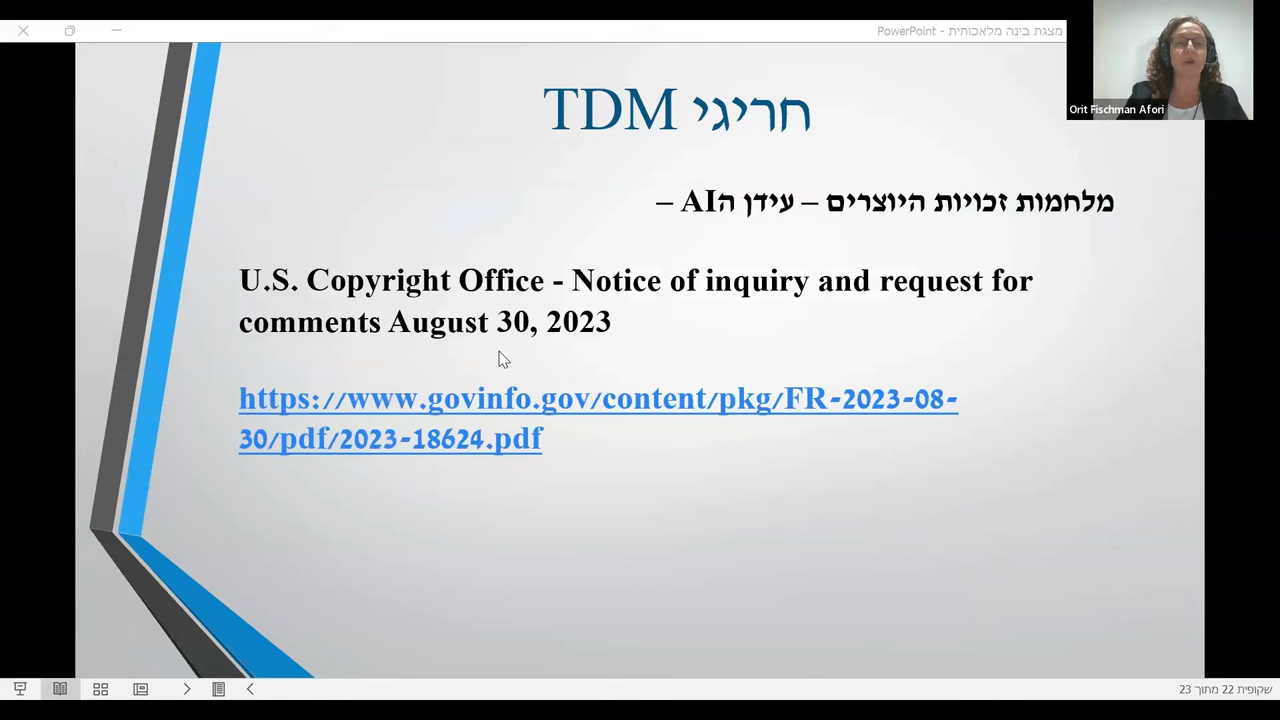 מצגת בינה מלאכותית - PowerPoint
Orit Fischman Afori
חריגי TDM
מלחמות זכויות היוצרים – עידן הAI –
U.S. Copyright Office - Notice of inquiry and request for
comments August 30, 2023
https://www.govinfo.gov/content/pkg/FR-2023-08-
30/pdf/2023-18624.pdf
שקופית 22 מתוך 23